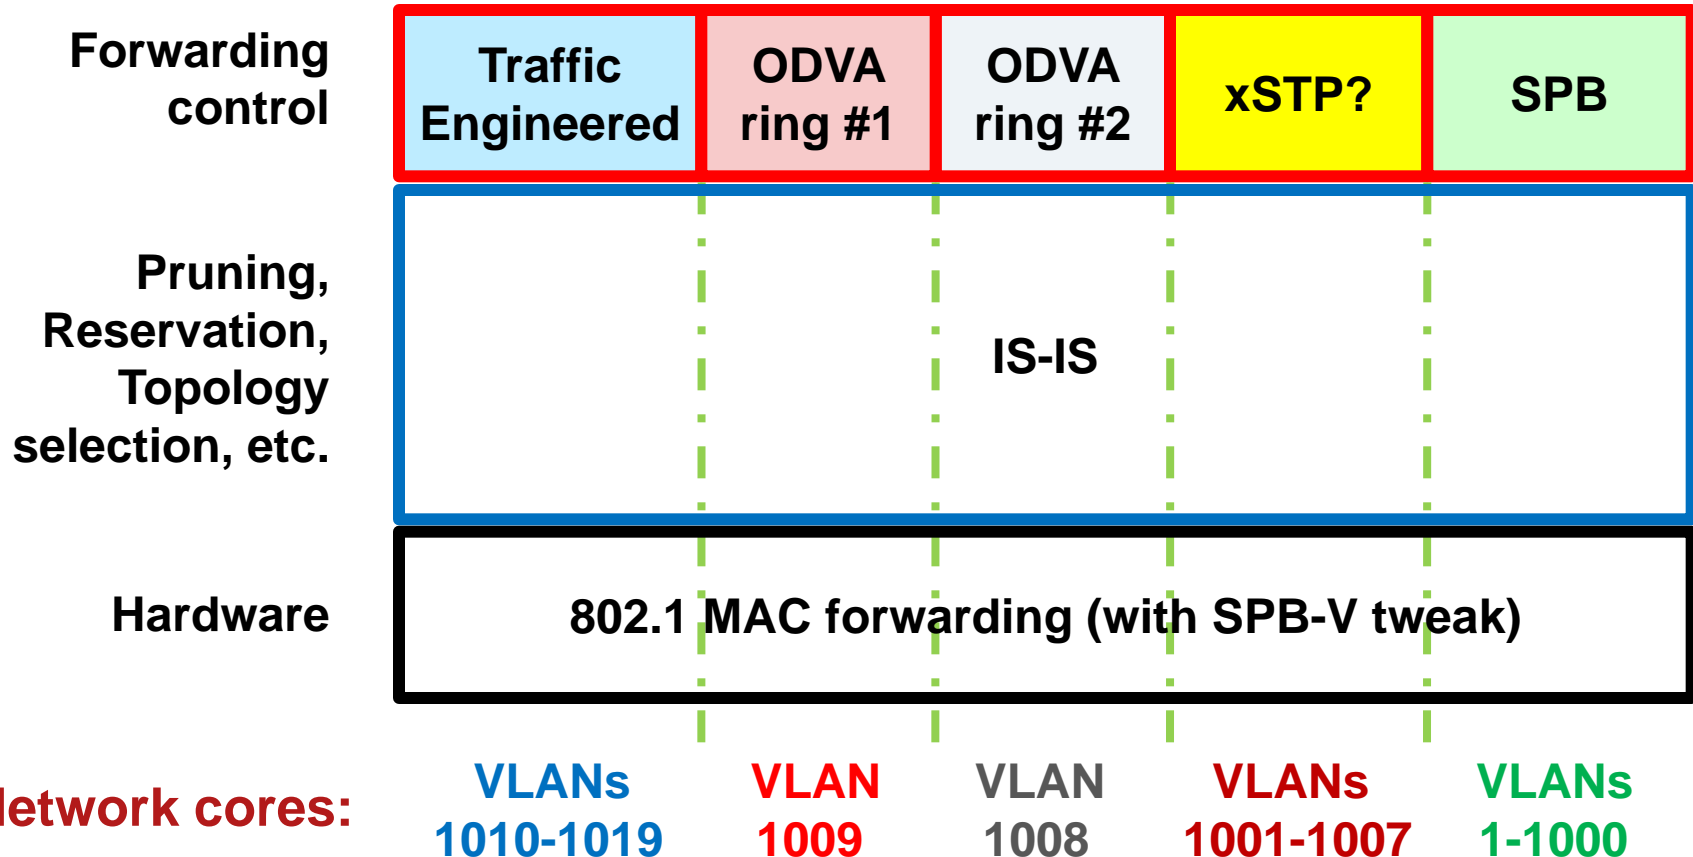 Forwarding
control
Traffic
Engineered
ODVA
ring #1
ODVA
ring #2
xSTP?
SPB
Pruning,
Reservation,
Topology
selection, etc.
IS-IS
Hardware
802.1 MAC forwarding (with SPB-V tweak)
etwork cores:
VLANs
1010-1019
VLAN
1009
VLAN
1008
VLANs
1001-1007
VLANs
1-1000